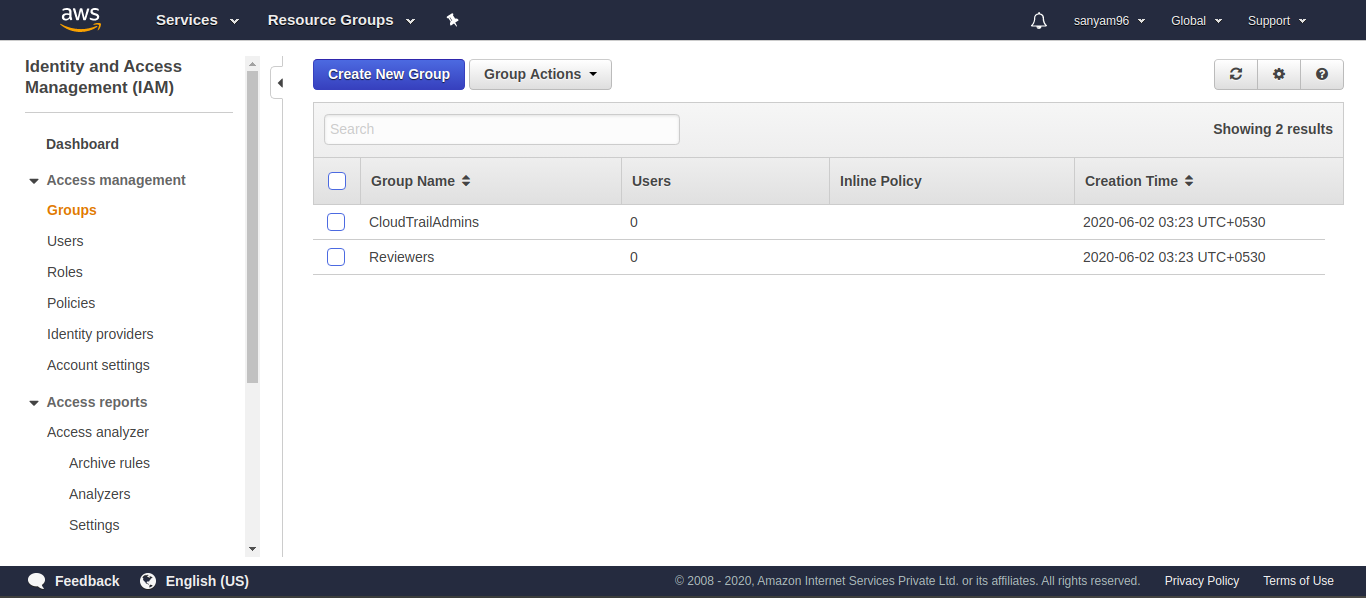 aws Services Resource Groups sanyam96 Global Support
Identity and Access
Management (IAM)
Dashboard
Access management
Groups
Users
Roles
Policies
Identity providers
Account settings
Access reports
Access analyzer
Archive rules
Analyzers
Settings
Create New Group Group Actions
Search Showing 2 results
Group Name Users Inline Policy Creation Time
CloudTrailAdmins 0 2020-06-02 03:23 UTC+0530
Reviewers 0 2020-06-02 03:23 UTC+0530
Feedback English (US) © 2008 - 2020, Amazon Internet Services Private Ltd. or its affiliates. All rights reserved. Privacy Policy Terms of Use